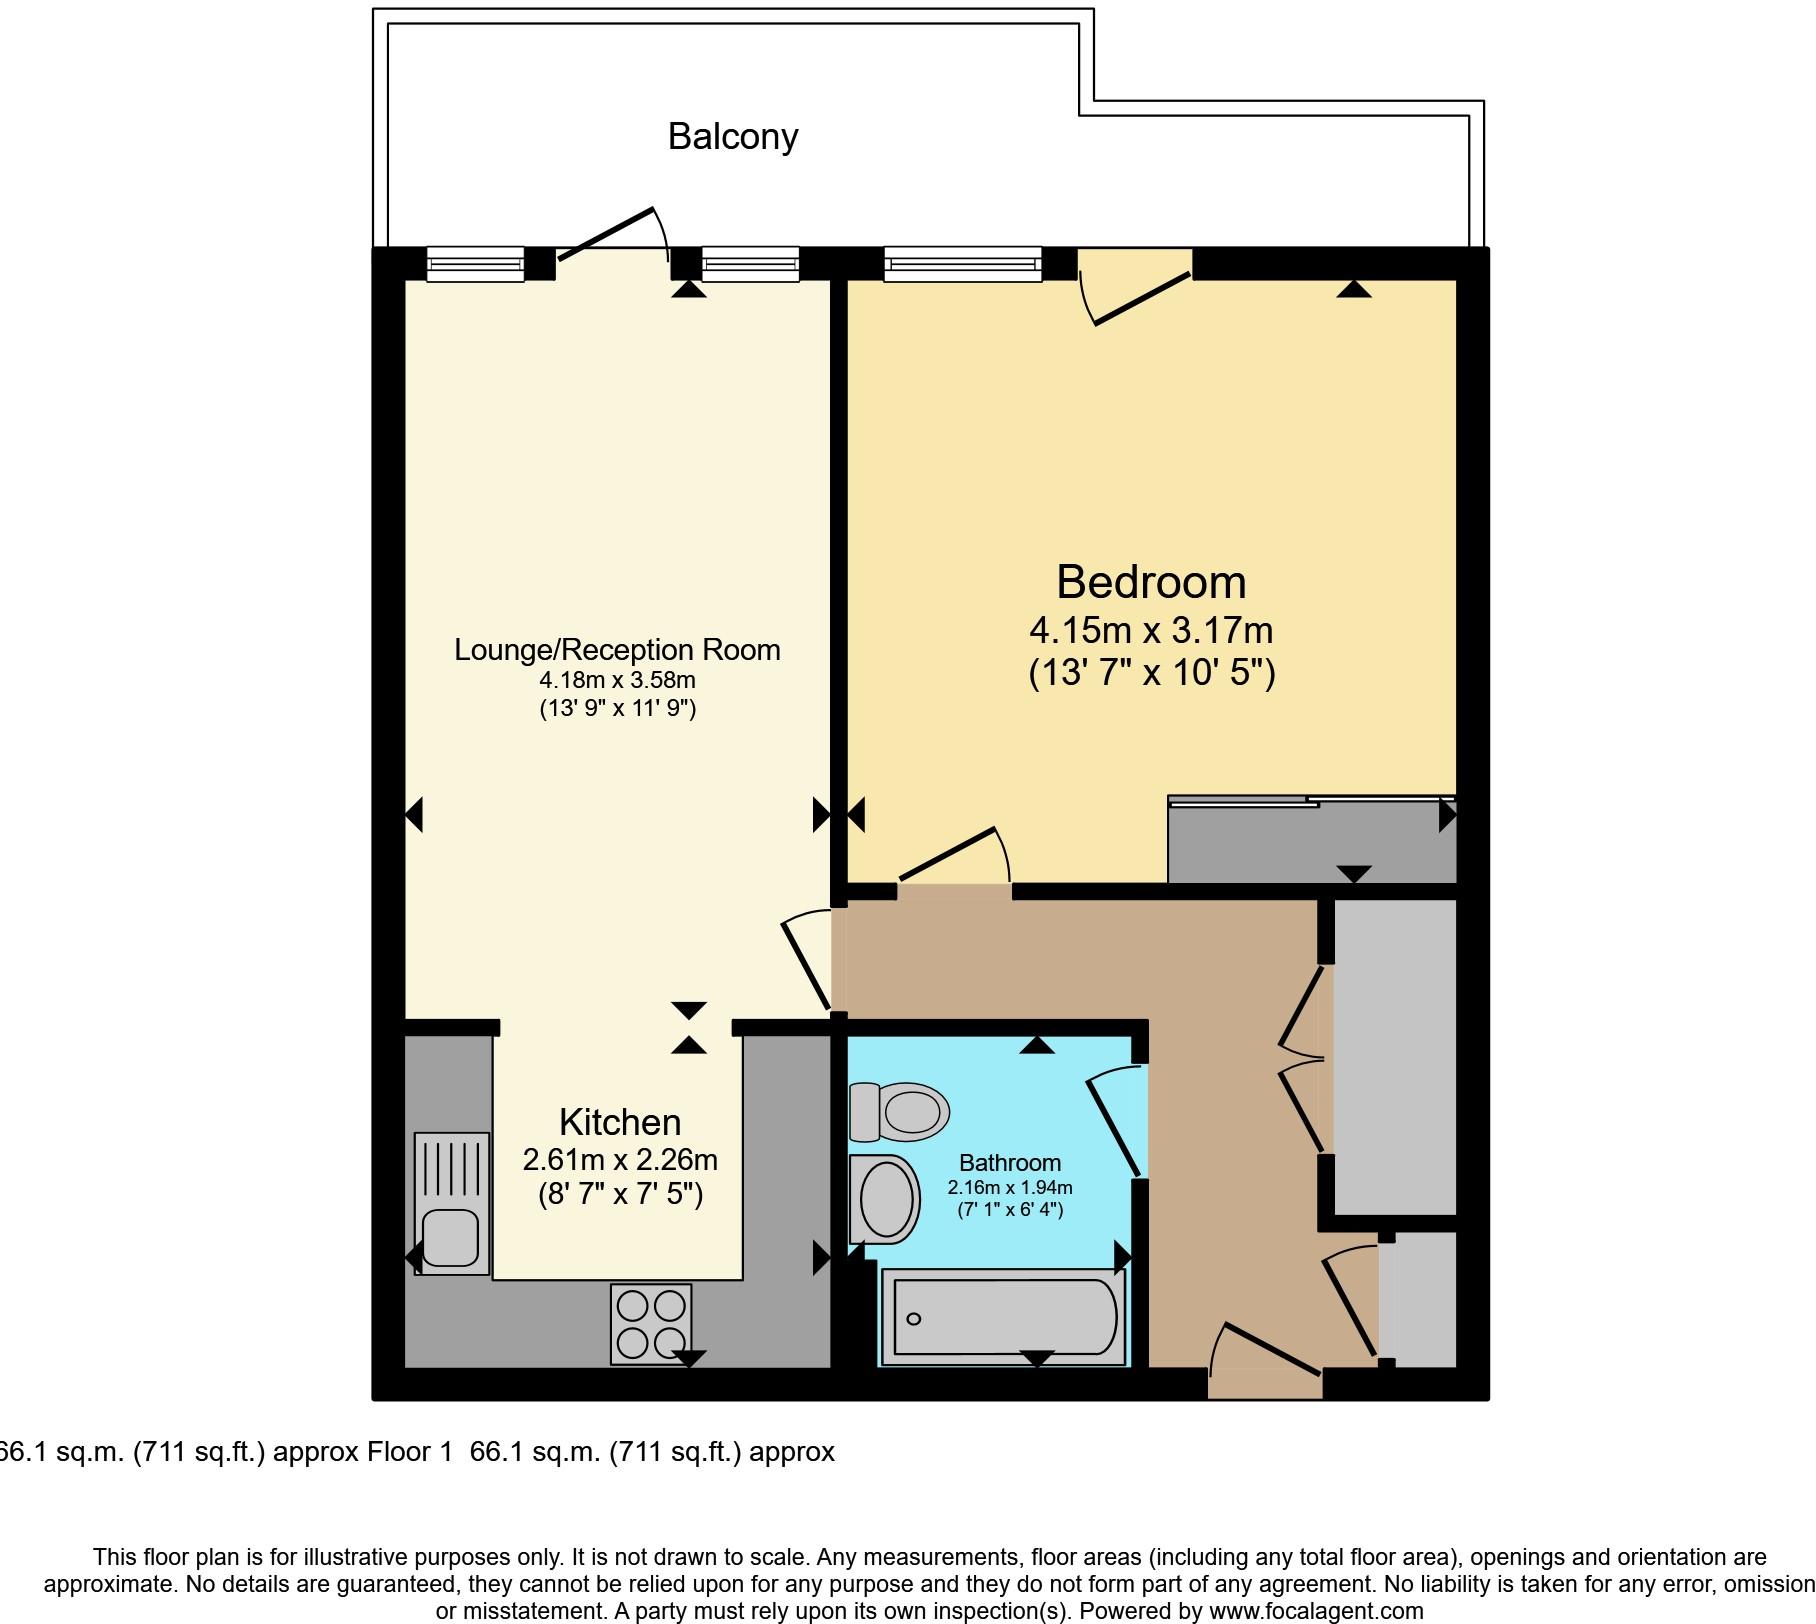 Balcony
Bedroom
4.15m x 3.17m
(13' 7" x 10' 5")
Lounge/Reception Room
4.18m x 3.58m
(13' 9" x 11' 9")
Kitchen
2.61m x 2.26m
(8' 7" x 7' 5")
Bathroom
2.16m x 1.94m
(7' 1" x 6' 4")
66.1 sq.m. (711 sq.ft.) approx Floor 1 66.1 sq.m. (711 sq.ft.) approx
This floor plan is for illustrative purposes only. It is not drawn to scale. Any measurements, floor areas (including any total floor area), openings and orientation are
approximate. No details are guaranteed, they cannot be relied upon for any purpose and they do not form part of any agreement. No liability is taken for any error, omission
or misstatement. A party must rely upon its own inspection(s). Powered by www.focalagent.com